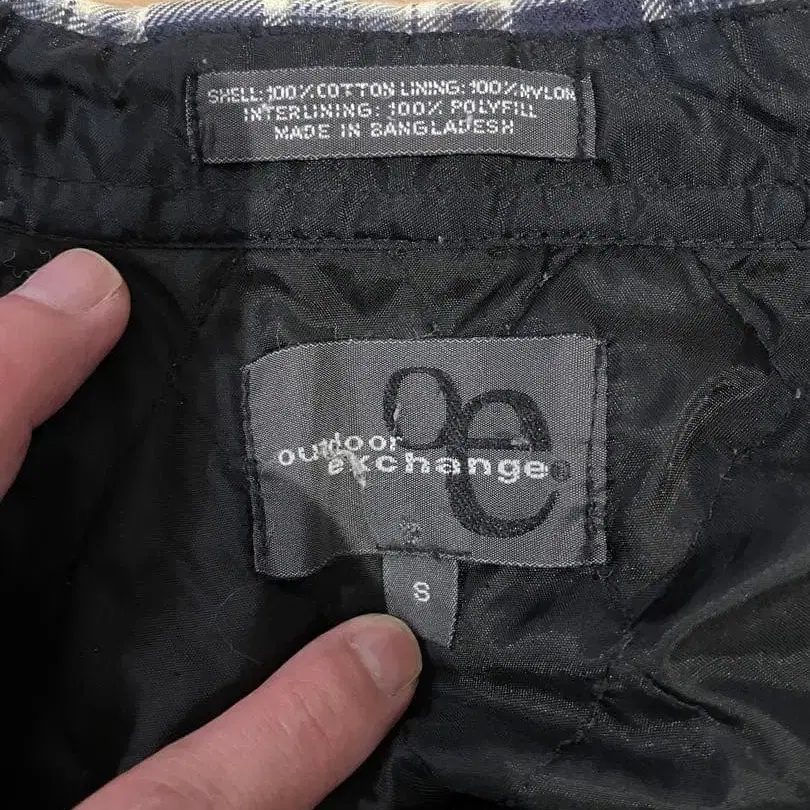 SHELL: 100% COTTON LINING: 100% NYLON
INTERLINING: 100% POLYFILL
MADE IN BANGLADESH
oe
outdoor
exchange®
S